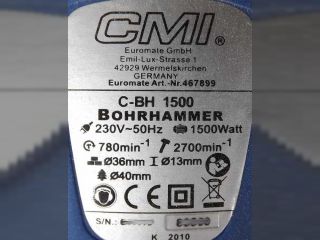 CMI
Euromate GmbH
Emil-Lux-Strasse 1
42929 Wermelskirchen
GERMANY
Euromate Art.-Nr.467899
C-BH 1500
BOHRHAMMER
230V~50Hz 1500Watt
780min⁻¹ 2700min⁻¹
Ø36mm Ø13mm
Ø40mm
S/N.:
K 2010